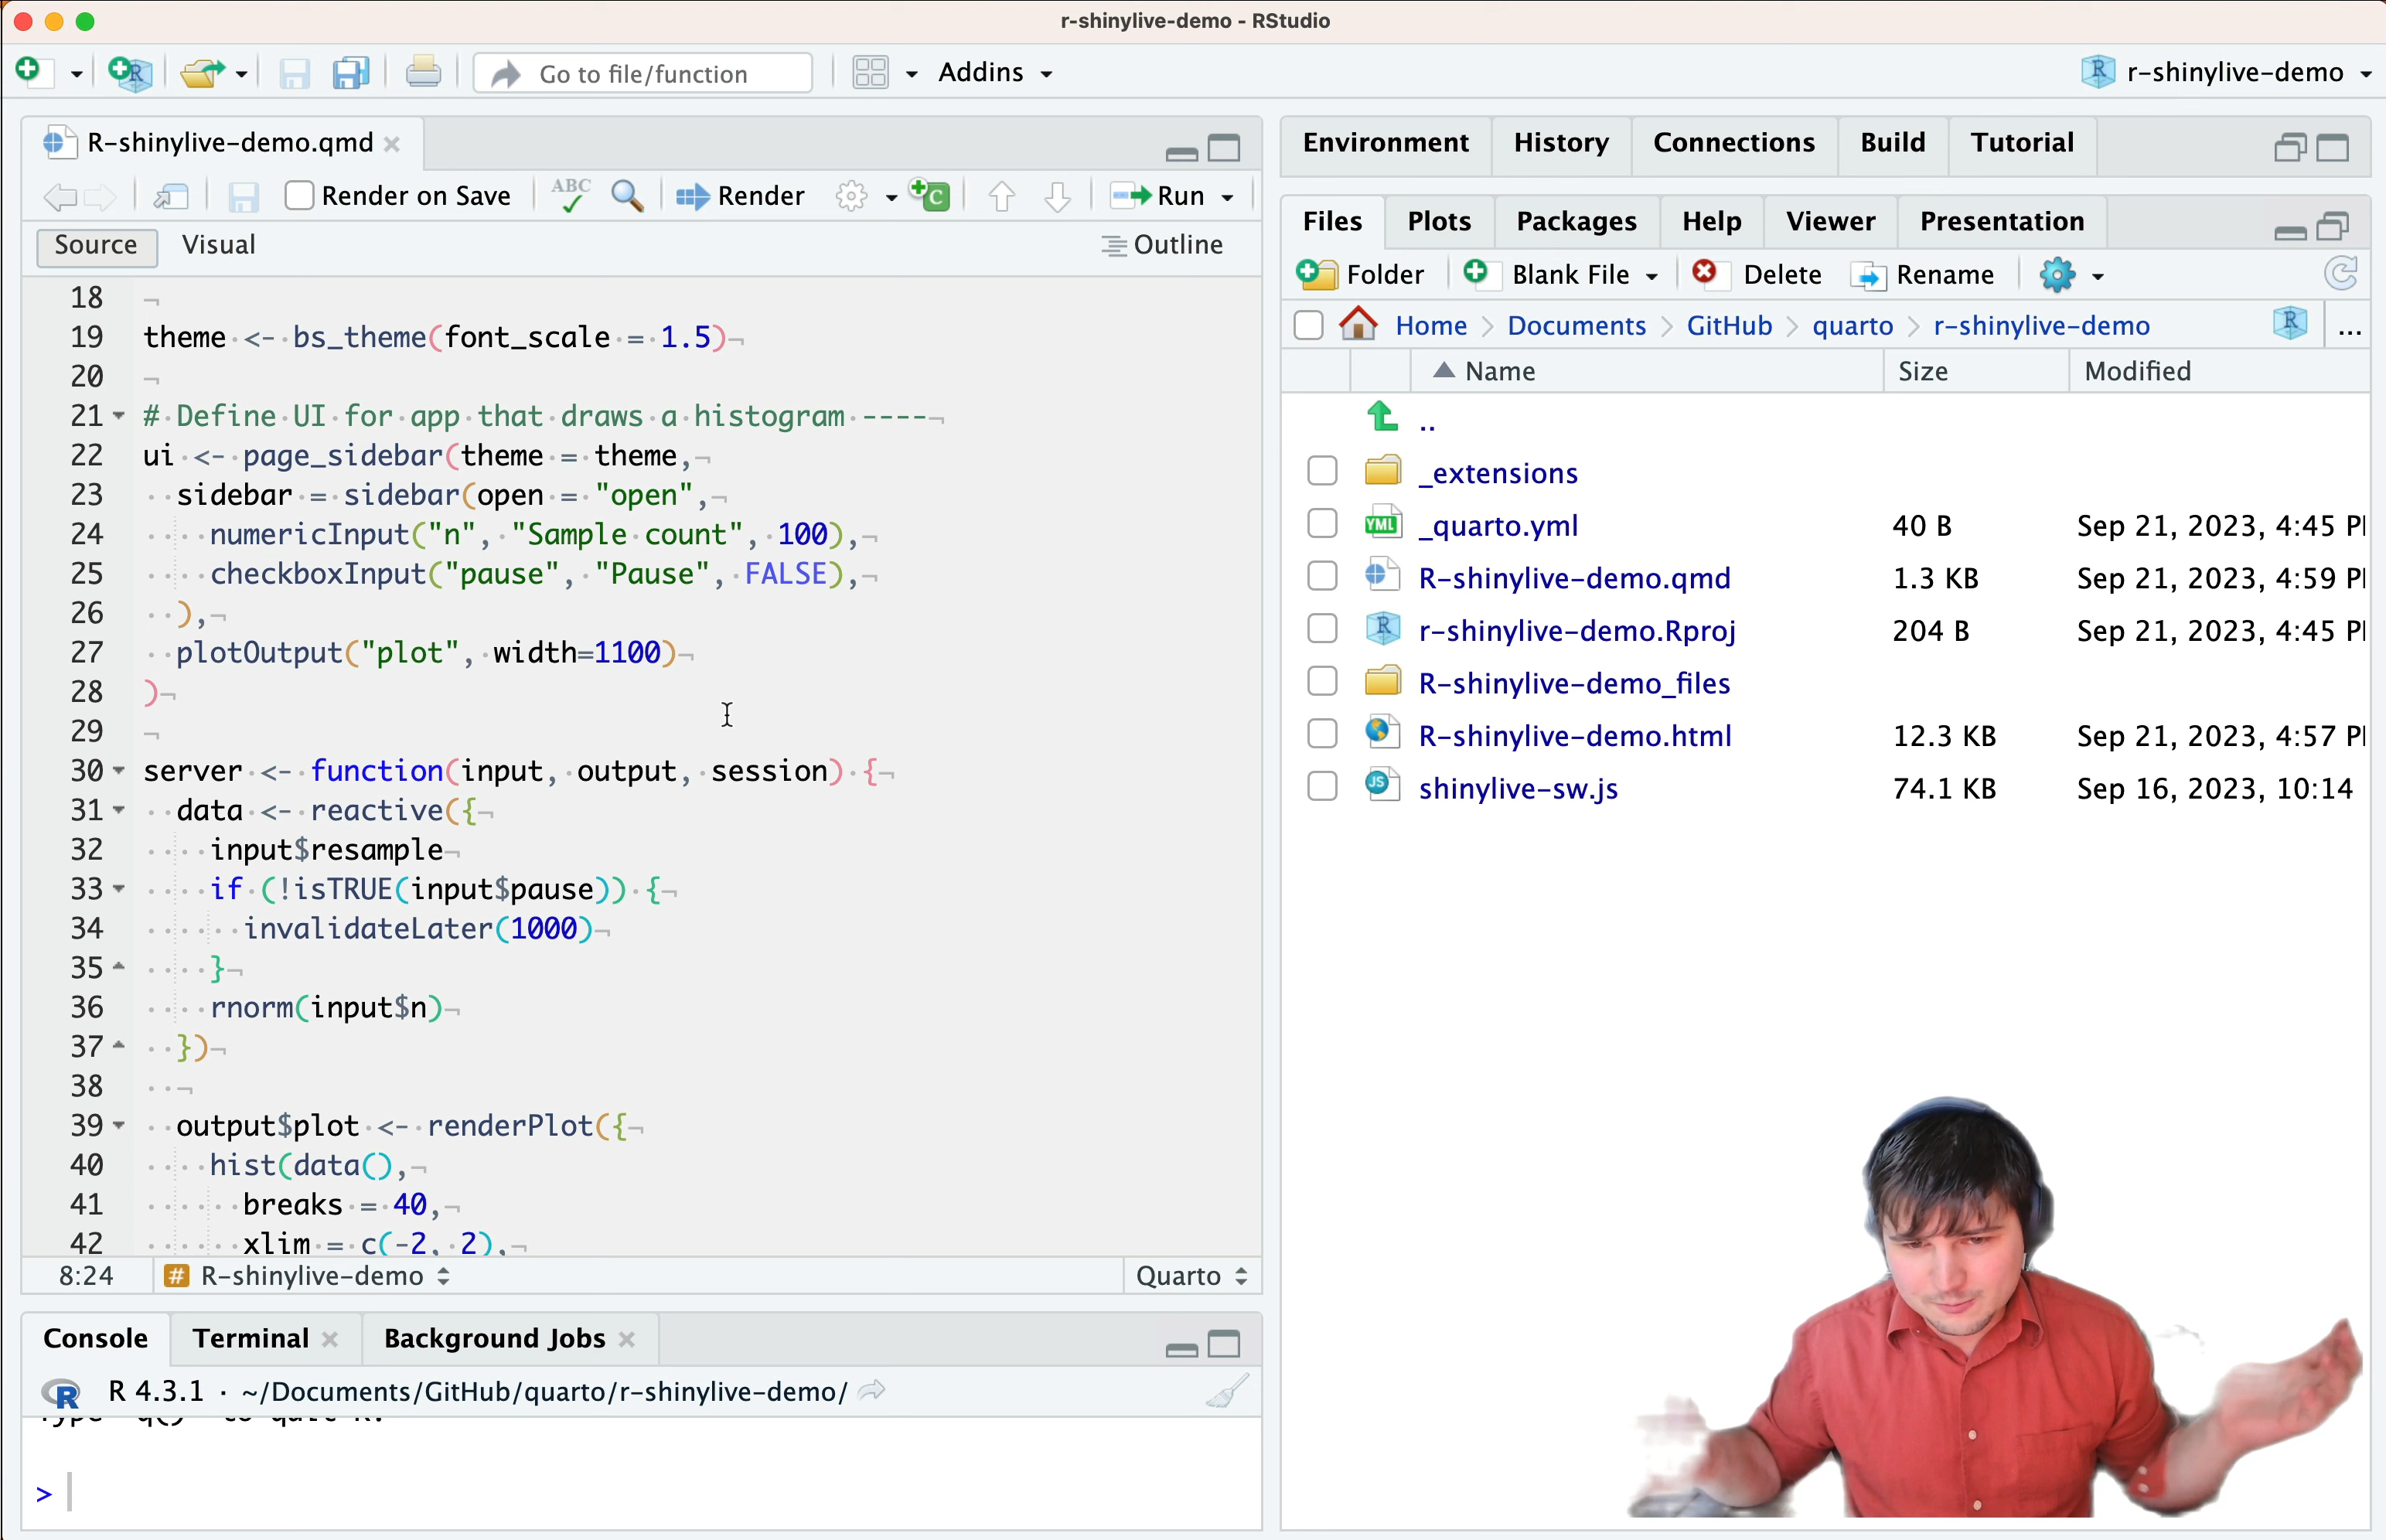 r-shinylive-demo - RStudio
Go to file/function
Addins
r-shinylive-demo
R-shinylive-demo.qmd
Render on Save
ABC
Render
Run
Source
Visual
Outline
18
19 theme <- bs_theme(font_scale = 1.5)
20
21 # Define UI for app that draws a histogram ----
22 ui <- page_sidebar(theme = theme,
23 sidebar = sidebar(open = "open",
24 numericInput("n", "Sample count", 100),
25 checkboxInput("pause", "Pause", FALSE),
26 ),
27 plotOutput("plot", width=1100)
28 )
29
30 server <- function(input, output, session) {
31 data <- reactive({
32 input$resample
33 if (!isTRUE(input$pause)) {
34 invalidateLater(1000)
35 }
36 rnorm(input$n)
37 })
38
39 output$plot <- renderPlot({
40 hist(data(),
41 breaks = 40,
42 xlim = c(-2, 2),
8:24
R-shinylive-demo
Quarto
Console
Terminal
Background Jobs
R 4.3.1 · ~/Documents/GitHub/quarto/r-shinylive-demo/
Type 'q()' to quit R.
>
Environment
History
Connections
Build
Tutorial
Files
Plots
Packages
Help
Viewer
Presentation
Folder
Blank File
Delete
Rename
Home > Documents > GitHub > quarto > r-shinylive-demo
...
Name Size Modified
..
_extensions
YML _quarto.yml 40 B Sep 21, 2023, 4:45 P
R-shinylive-demo.qmd 1.3 KB Sep 21, 2023, 4:59 P
R r-shinylive-demo.Rproj 204 B Sep 21, 2023, 4:45 P
R-shinylive-demo_files
R-shinylive-demo.html 12.3 KB Sep 21, 2023, 4:57 P
JS shinylive-sw.js 74.1 KB Sep 16, 2023, 10:14